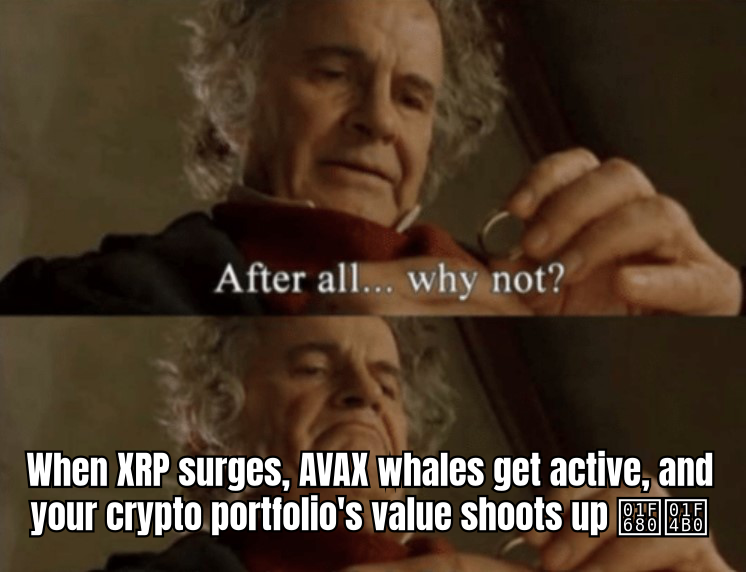 After all... why not?
When XRP surges, AVAX whales get active, and
your crypto portfolio's value shoots up 🚀💰